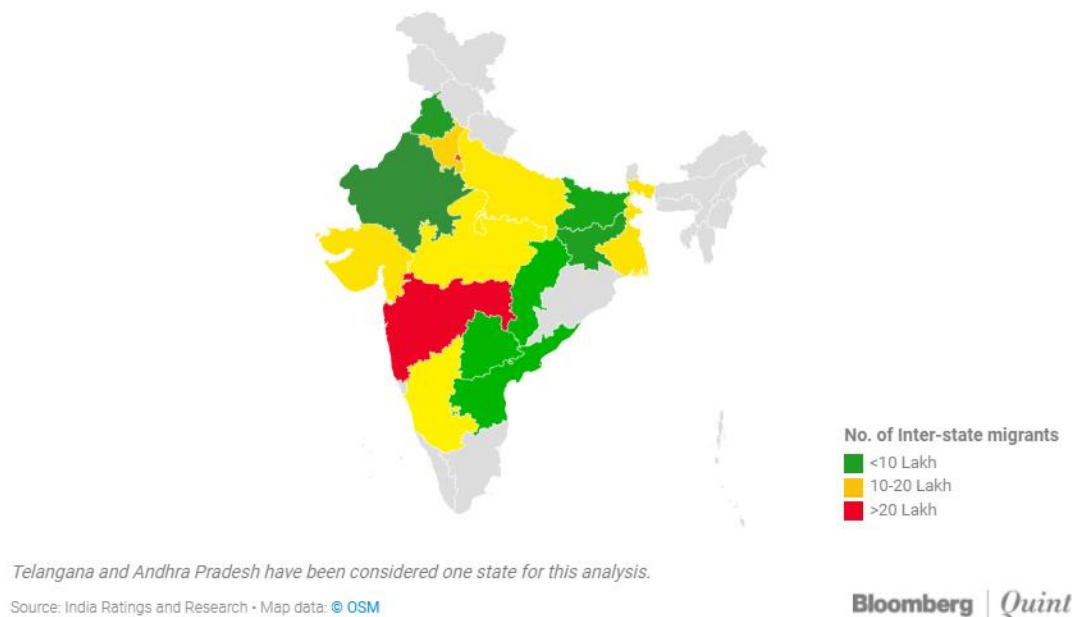 No. of Inter-state migrants
<10 Lakh
10-20 Lakh
>20 Lakh
Telangana and Andhra Pradesh have been considered one state for this analysis.
Source: India Ratings and Research • Map data: © OSM
Bloomberg | Quint